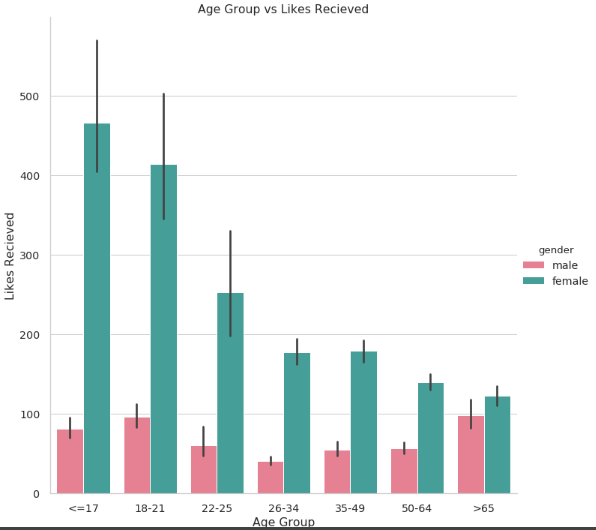 Age Group vs Likes Recieved
500
400
300
200
100
0
Likes Recieved
<=17 18-21 22-25 26-34 35-49 50-64 >65
Age Group
gender
male
female